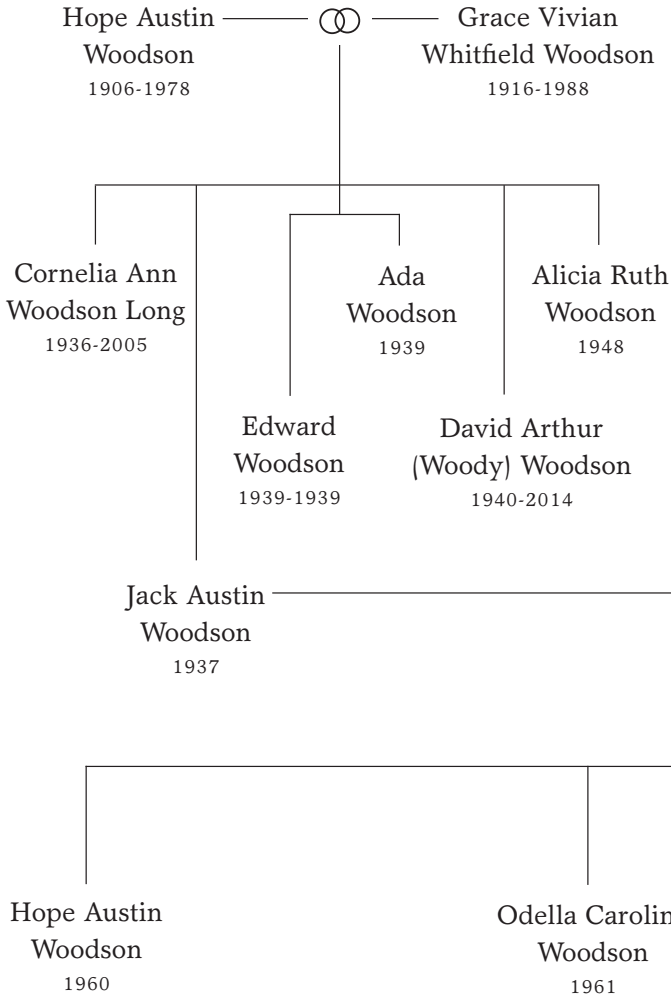 Hope Austin
Woodson
1906-1978
Grace Vivian
Whitfield Woodson
1916-1988
Cornelia Ann
Woodson Long
1936-2005
Ada
Woodson
1939
Alicia Ruth
Woodson
1948
Edward
Woodson
1939-1939
David Arthur
(Woody) Woodson
1940-2014
Jack Austin
Woodson
1937
Hope Austin
Woodson
1960
Odella Carolin
Woodson
1961